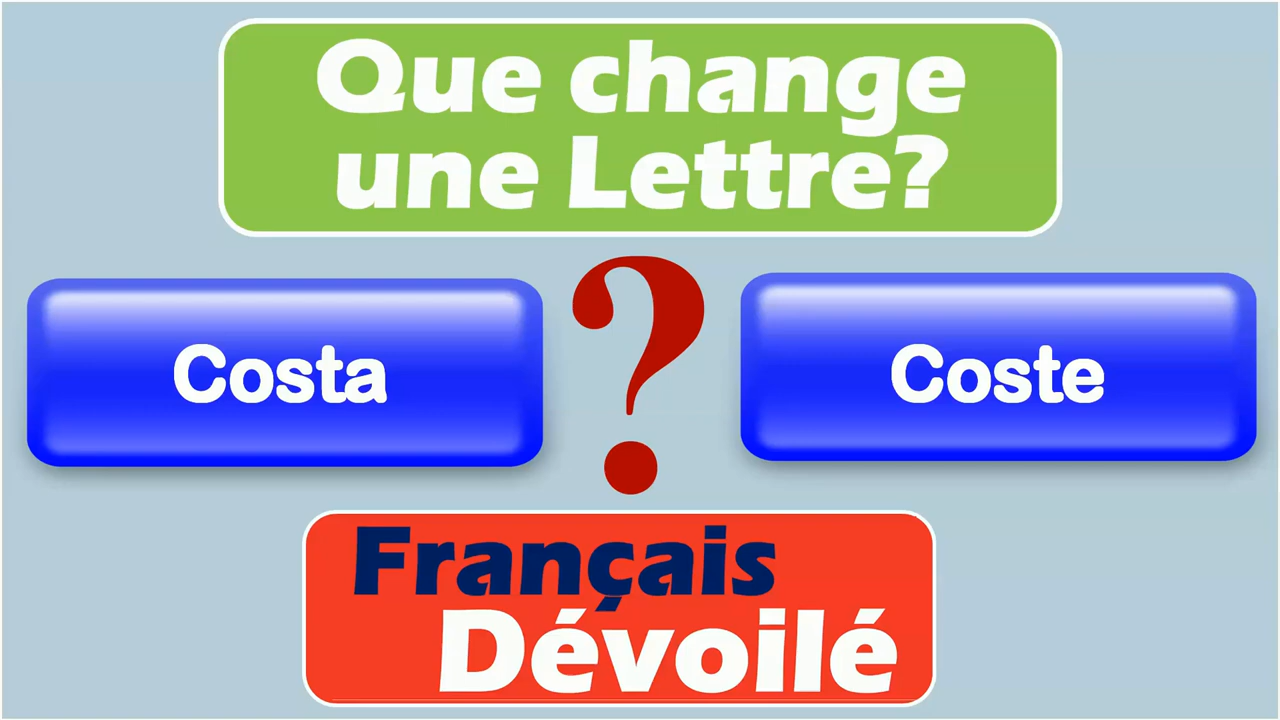 Que change
une Lettre?
Costa
?
Coste
Français
Dévoilé